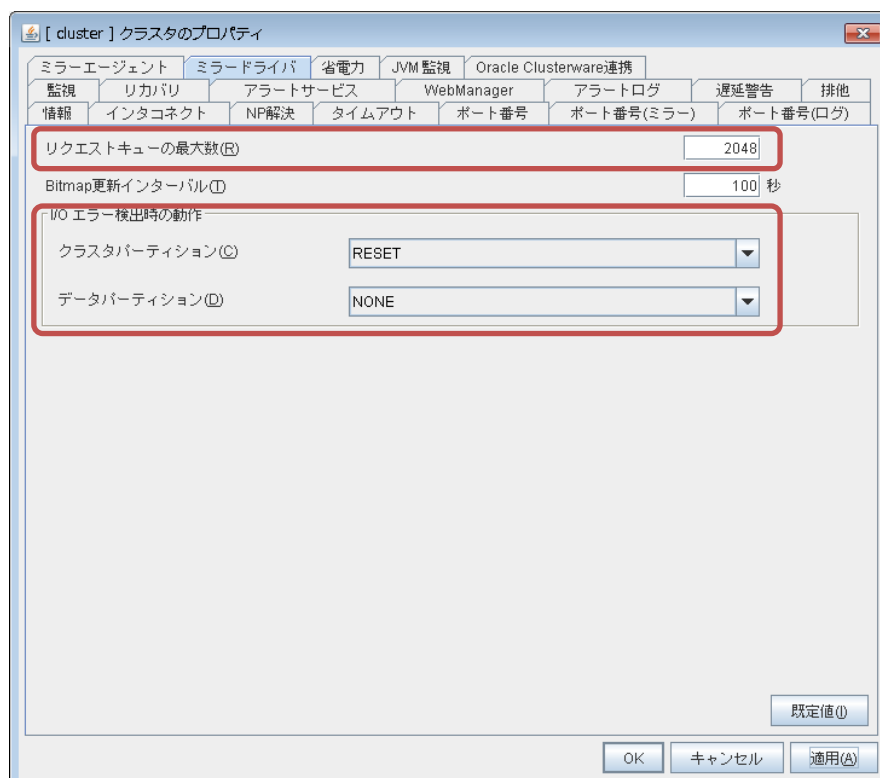 [ cluster ] クラスタのプロパティ
ミラーエージェント ミラードライバ 省電力 JVM 監視 Oracle Clusterware連携
監視 リカバリ アラートサービス WebManager アラートログ 遅延警告 排他
情報 インタコネクト NP解決 タイムアウト ポート番号 ポート番号(ミラー) ポート番号(ログ)
リクエストキューの最大数(R) 2048
Bitmap更新インターバル(T) 100 秒
I/O エラー検出時の動作
クラスタパーティション(C) RESET
データパーティション(D) NONE
既定値(I)
OK キャンセル 適用(A)